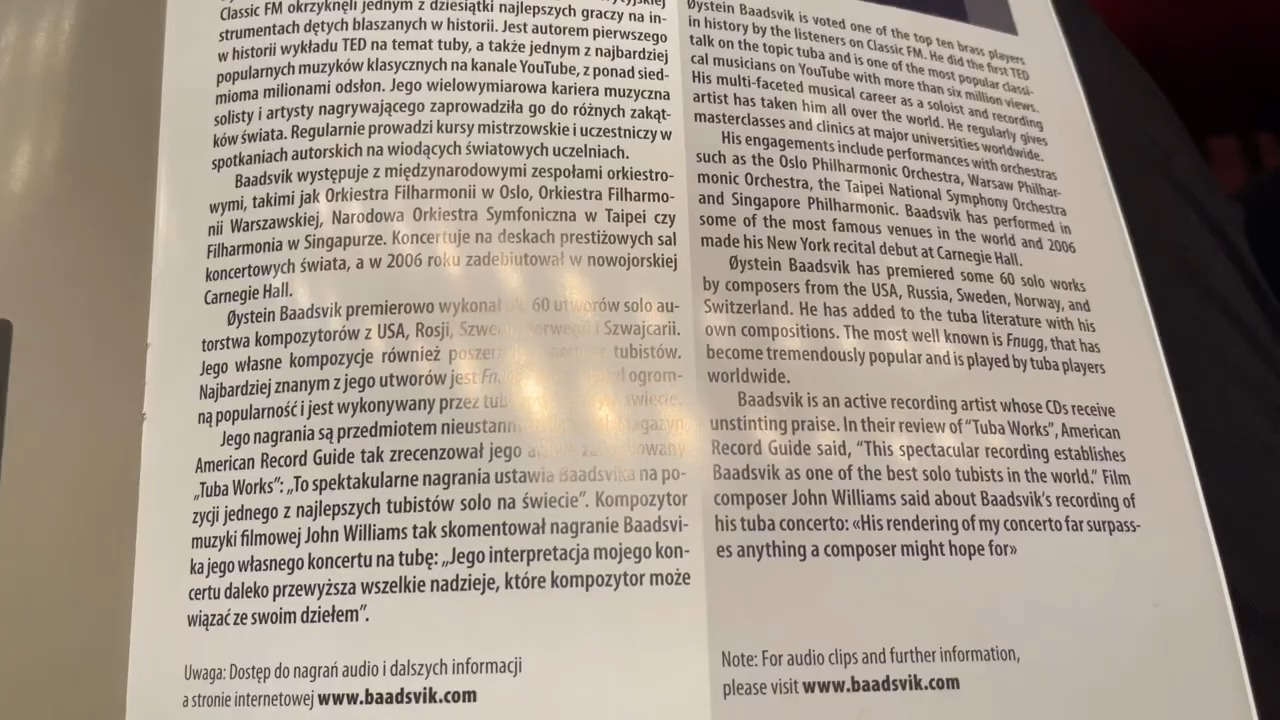 Classic FM okrzyknęli jednym z dziesiątki najlepszych graczy na in-
strumentach dętych blaszanych w historii. Jest autorem pierwszego
w historii wykładu TED na temat tuby, a także jednym z najbardziej
popularnych muzyków klasycznych na kanale YouTube, z ponad sied-
mioma milionami odsłon. Jego wielowymiarowa kariera muzyczna
solisty i artysty nagrywającego zaprowadziła go do różnych zakąt-
ków świata. Regularnie prowadzi kursy mistrzowskie i uczestniczy w
spotkaniach autorskich na wiodących światowych uczelniach.
Baadsvik występuje z międzynarodowymi zespołami orkiestro-
wymi, takimi jak Orkiestra Filharmonii w Oslo, Orkiestra Filharmo-
nii Warszawskiej, Narodowa Orkiestra Symfoniczna w Taipei czy
Filharmonia w Singapurze. Koncertuje na deskach prestiżowych sal
koncertowych świata, a w 2006 roku zadebiutował w nowojorskiej
Carnegie Hall.
Øystein Baadsvik premierowo wykonał 60 utworów solo au-
torstwa kompozytorów z USA, Rosji, i Szwajcarii.
Jego własne kompozycje również tubistów.
Najbardziej znanym z jego utworów jest ogrom-
ną popularność i jest wykonywany przez świecie.
Jego nagrania są przedmiotem magazyn
American Record Guide tak zrecenzował jego
„Tuba Works”: „To spektakularne nagrania ustawia Baadsvika na po-
zycji jednego z najlepszych tubistów solo na świecie”. Kompozytor
muzyki filmowej John Williams tak skomentował nagranie Baadsvi-
ka jego własnego koncertu na tubę: „Jego interpretacja mojego kon-
certu daleko przewyższa wszelkie nadzieje, które kompozytor może
wiązać ze swoim dziełem”.
Uwaga: Dostęp do nagrań audio i dalszych informacji
a stronie internetowej www.baadsvik.com
Øystein Baadsvik is voted one of the top ten brass players
in history by the listeners on Classic FM. He did the first TED
talk on the topic tuba and is one of the most popular classi-
cal musicians on YouTube with more than six million views.
His multi-faceted musical career as a soloist and recording
artist has taken him all over the world. He regularly gives
masterclasses and clinics at major universities worldwide.
His engagements include performances with orchestras
such as the Oslo Philharmonic Orchestra, Warsaw Philhar-
monic Orchestra, the Taipei National Symphony Orchestra
and Singapore Philharmonic. Baadsvik has performed in
some of the most famous venues in the world and 2006
made his New York recital debut at Carnegie Hall.
Øystein Baadsvik has premiered some 60 solo works
by composers from the USA, Russia, Sweden, Norway, and
Switzerland. He has added to the tuba literature with his
own compositions. The most well known is Fnugg, that has
become tremendously popular and is played by tuba players
worldwide.
Baadsvik is an active recording artist whose CDs receive
unstinting praise. In their review of “Tuba Works”, American
Record Guide said, “This spectacular recording establishes
Baadsvik as one of the best solo tubists in the world.” Film
composer John Williams said about Baadsvik’s recording of
his tuba concerto: «His rendering of my concerto far surpass-
es anything a composer might hope for»
Note: For audio clips and further information,
please visit www.baadsvik.com